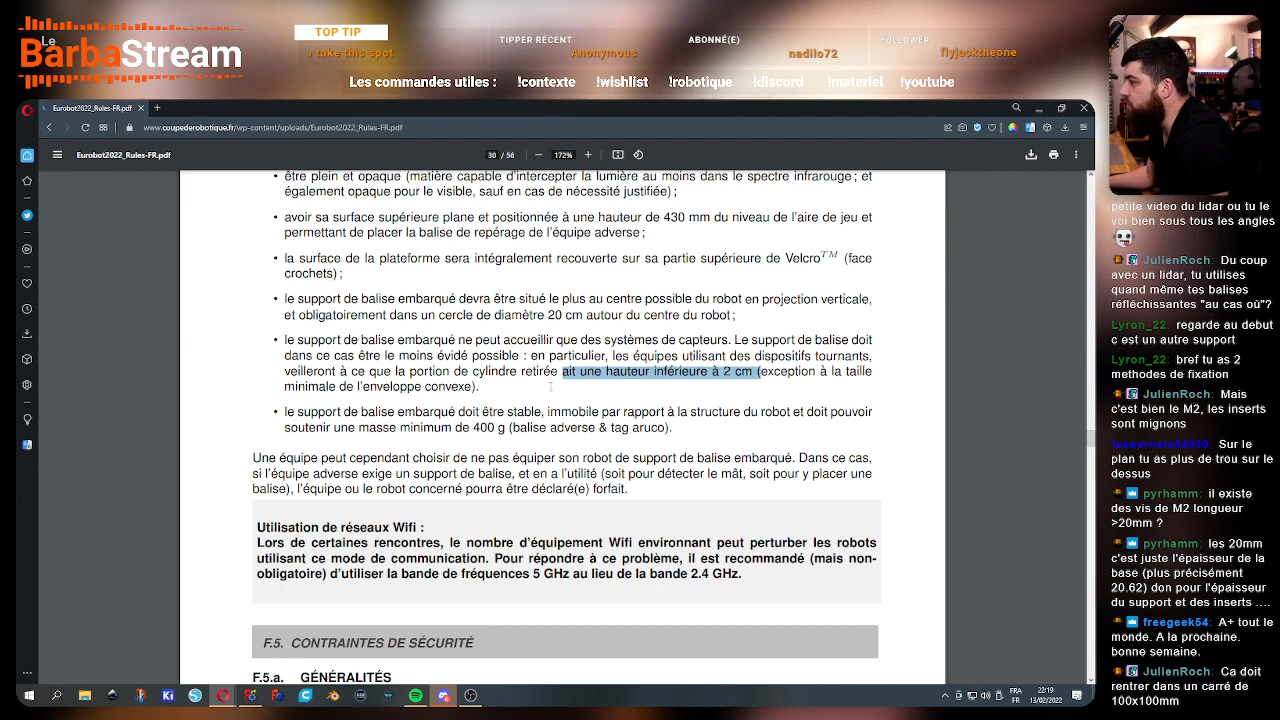 Le
BarbaStream
TOP TIP
› take this spot
TIPPER RÉCENT
Anonymous
ABONNÉ(E)
nadilo72
FOLLOWER
flyjacktheone
Les commandes utiles : !contexte !wishlist !robotique !discord !materiel !youtube
Eurobot2022_Rules-FR.pdf
www.coupederobotique.fr/wp-content/uploads/Eurobot2022_Rules-FR.pdf
Eurobot2022_Rules-FR.pdf
30 / 56
172%
• être plein et opaque (matière capable d'intercepter la lumière au moins dans le spectre infrarouge ; et
également opaque pour le visible, sauf en cas de nécessité justifiée) ;
• avoir sa surface supérieure plane et positionnée à une hauteur de 430 mm du niveau de l'aire de jeu et
permettant de placer la balise de repérage de l'équipe adverse ;
• la surface de la plateforme sera intégralement recouverte sur sa partie supérieure de Velcro™ (face
crochets) ;
• le support de balise embarqué devra être situé le plus au centre possible du robot en projection verticale,
et obligatoirement dans un cercle de diamètre 20 cm autour du centre du robot ;
• le support de balise embarqué ne peut accueillir que des systèmes de capteurs. Le support de balise doit
dans ce cas être le moins évidé possible : en particulier, les équipes utilisant des dispositifs tournants,
veilleront à ce que la portion de cylindre retirée ait une hauteur inférieure à 2 cm (exception à la taille
minimale de l'enveloppe convexe).
• le support de balise embarqué doit être stable, immobile par rapport à la structure du robot et doit pouvoir
soutenir une masse minimum de 400 g (balise adverse & tag aruco).
Une équipe peut cependant choisir de ne pas équiper son robot de support de balise embarqué. Dans ce cas,
si l'équipe adverse exige un support de balise, et en a l'utilité (soit pour détecter le mât, soit pour y placer une
balise), l'équipe ou le robot concerné pourra être déclaré(e) forfait.
Utilisation de réseaux Wifi :
Lors de certaines rencontres, le nombre d'équipement Wifi environnant peut perturber les robots
utilisant ce mode de comunication. Pour répondre à ce problème, il est recommandé (mais non-
obligatoire) d'utiliser la bande de fréquences 5 GHz au lieu de la bande 2.4 GHz.
F.5. CONTRAINTES DE SÉCURITÉ
F.5.a. GÉNÉRALITÉS
petite video du lidar ou tu le
voi bien sous tous les angles
JulienRoch: Du coup
avec un lidar, tu utilises
quand même tes balises
réfléchissantes "au cas où"?
Lyron_22: regarde au debut
c est un autre support
Lyron_22: bref tu as 2
methodes de fixation
JulienRoch: Mais
c'est bien le M2, les inserts
sont mignons
: Sur le
plan tu as plus de trou sur le
dessus
pyrhamm: il existe
des vis de M2 longueur
>20mm ?
pyrhamm: les 20mm
c'est juste l'épaisseur de la
base (plus précisément
20.62) don pour l'épaisseur
du support et des inserts ....
freegeek54: A+ tout le
monde. A la prochaine.
bonne semaine,
JulienRoch: Ca doit
rentrer dans un carré de
100x100mm
Ki
FRA
FR
22:19
13/02/2022